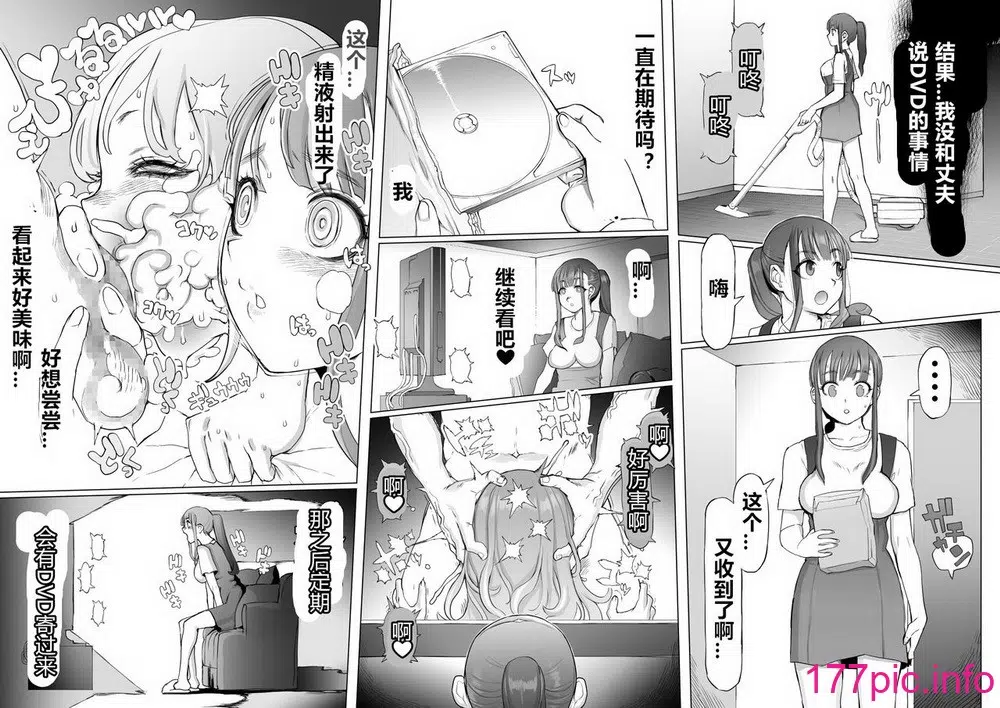 结果...我没和丈夫
说DVD的事情
叮咚
叮咚
嗨
....
这个...
又收到了啊...
一直在期待吗？
我
啊...
继续看吧♥
啊♥
好厉害啊
啊♥
啊♥
这个...
精液射出来了
看起来好美味啊...
好想尝尝...
那之后定期
会有DVD寄过来
177pic.info